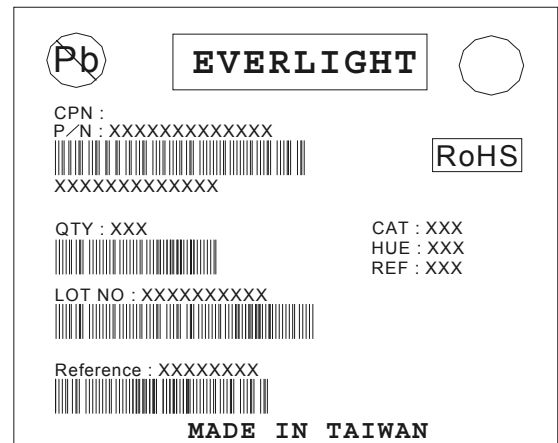 Pb
EVERLIGHT
CPN :
P/N : XXXXXXXXXXXXX
RoHS
XXXXXXXXXXXXX
QTY : XXX
CAT : XXX
HUE : XXX
REF : XXX
LOT NO : XXXXXXXXXX
Reference : XXXXXXXX
MADE IN TAIWAN